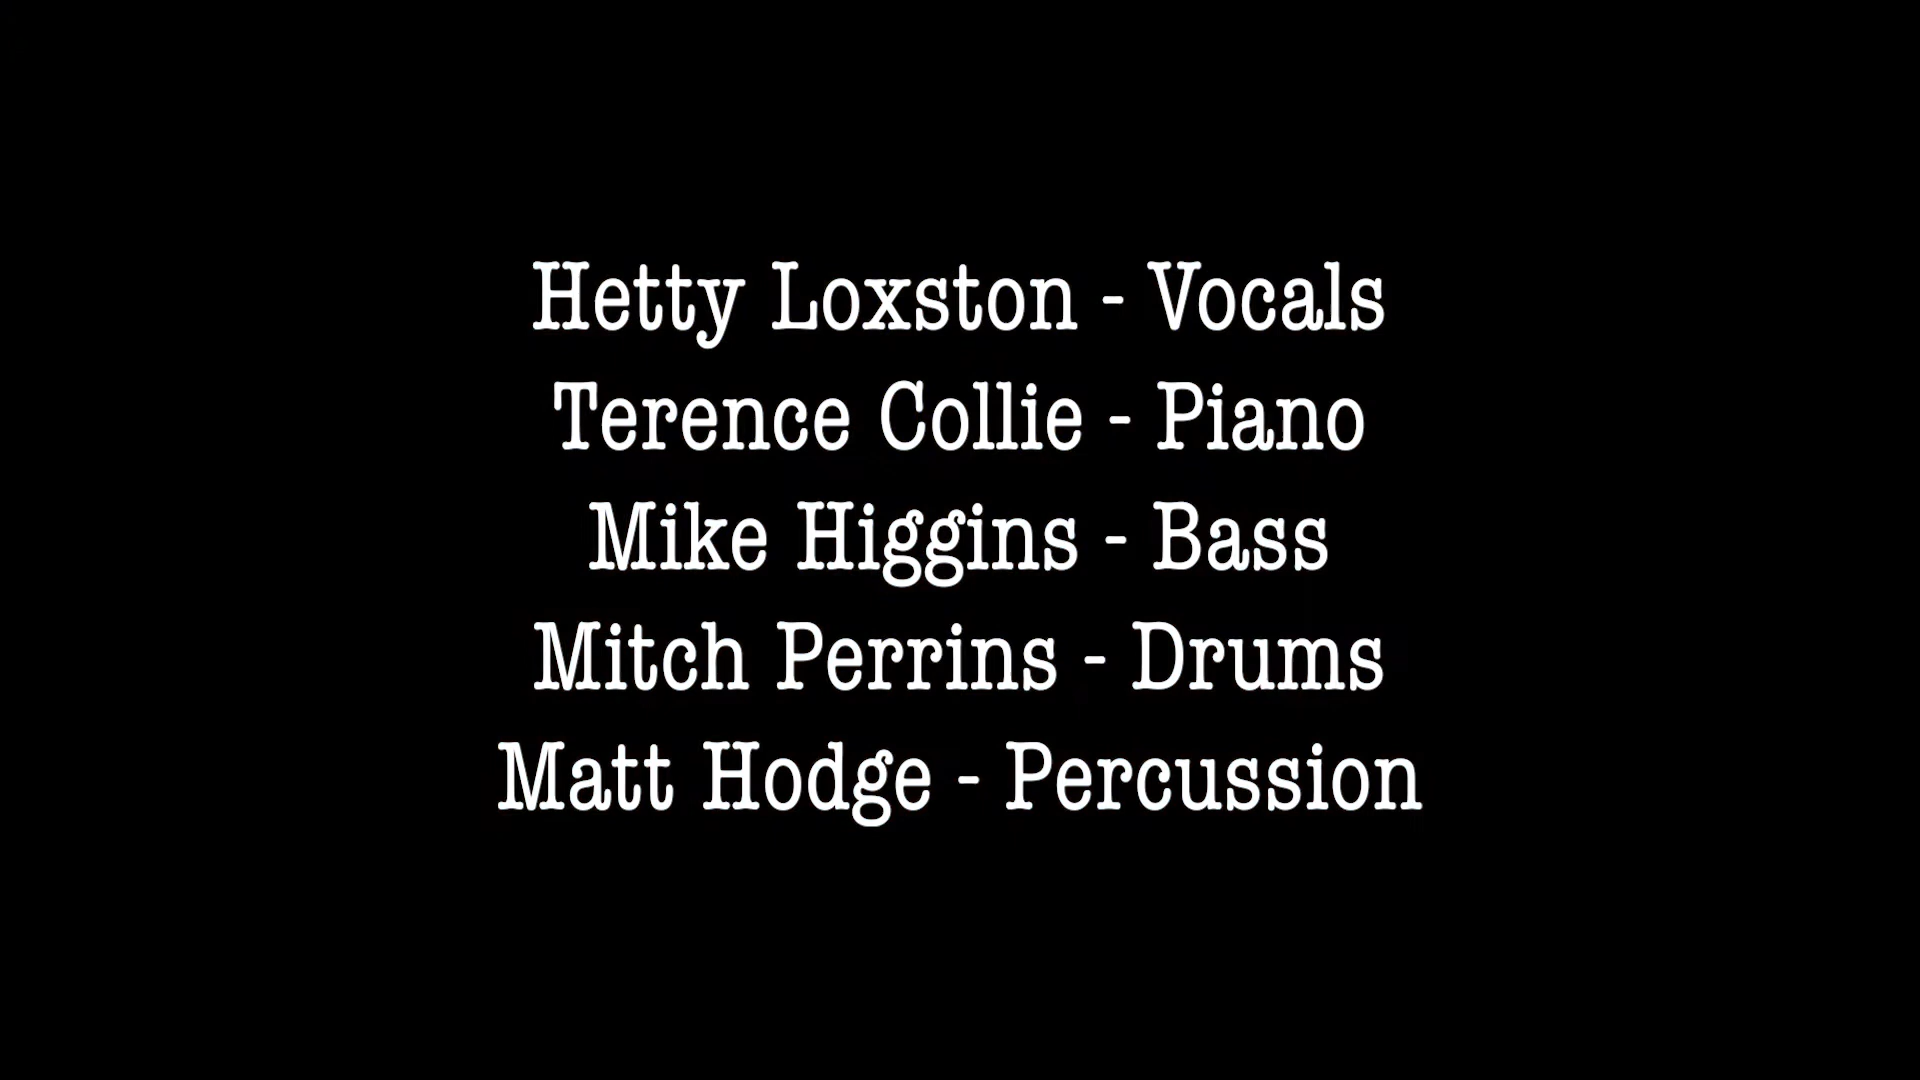 Hetty Loxston - Vocals
Terence Collie - Piano
Mike Higgins - Bass
Mitch Perrins - Drums
Matt Hodge - Percussion